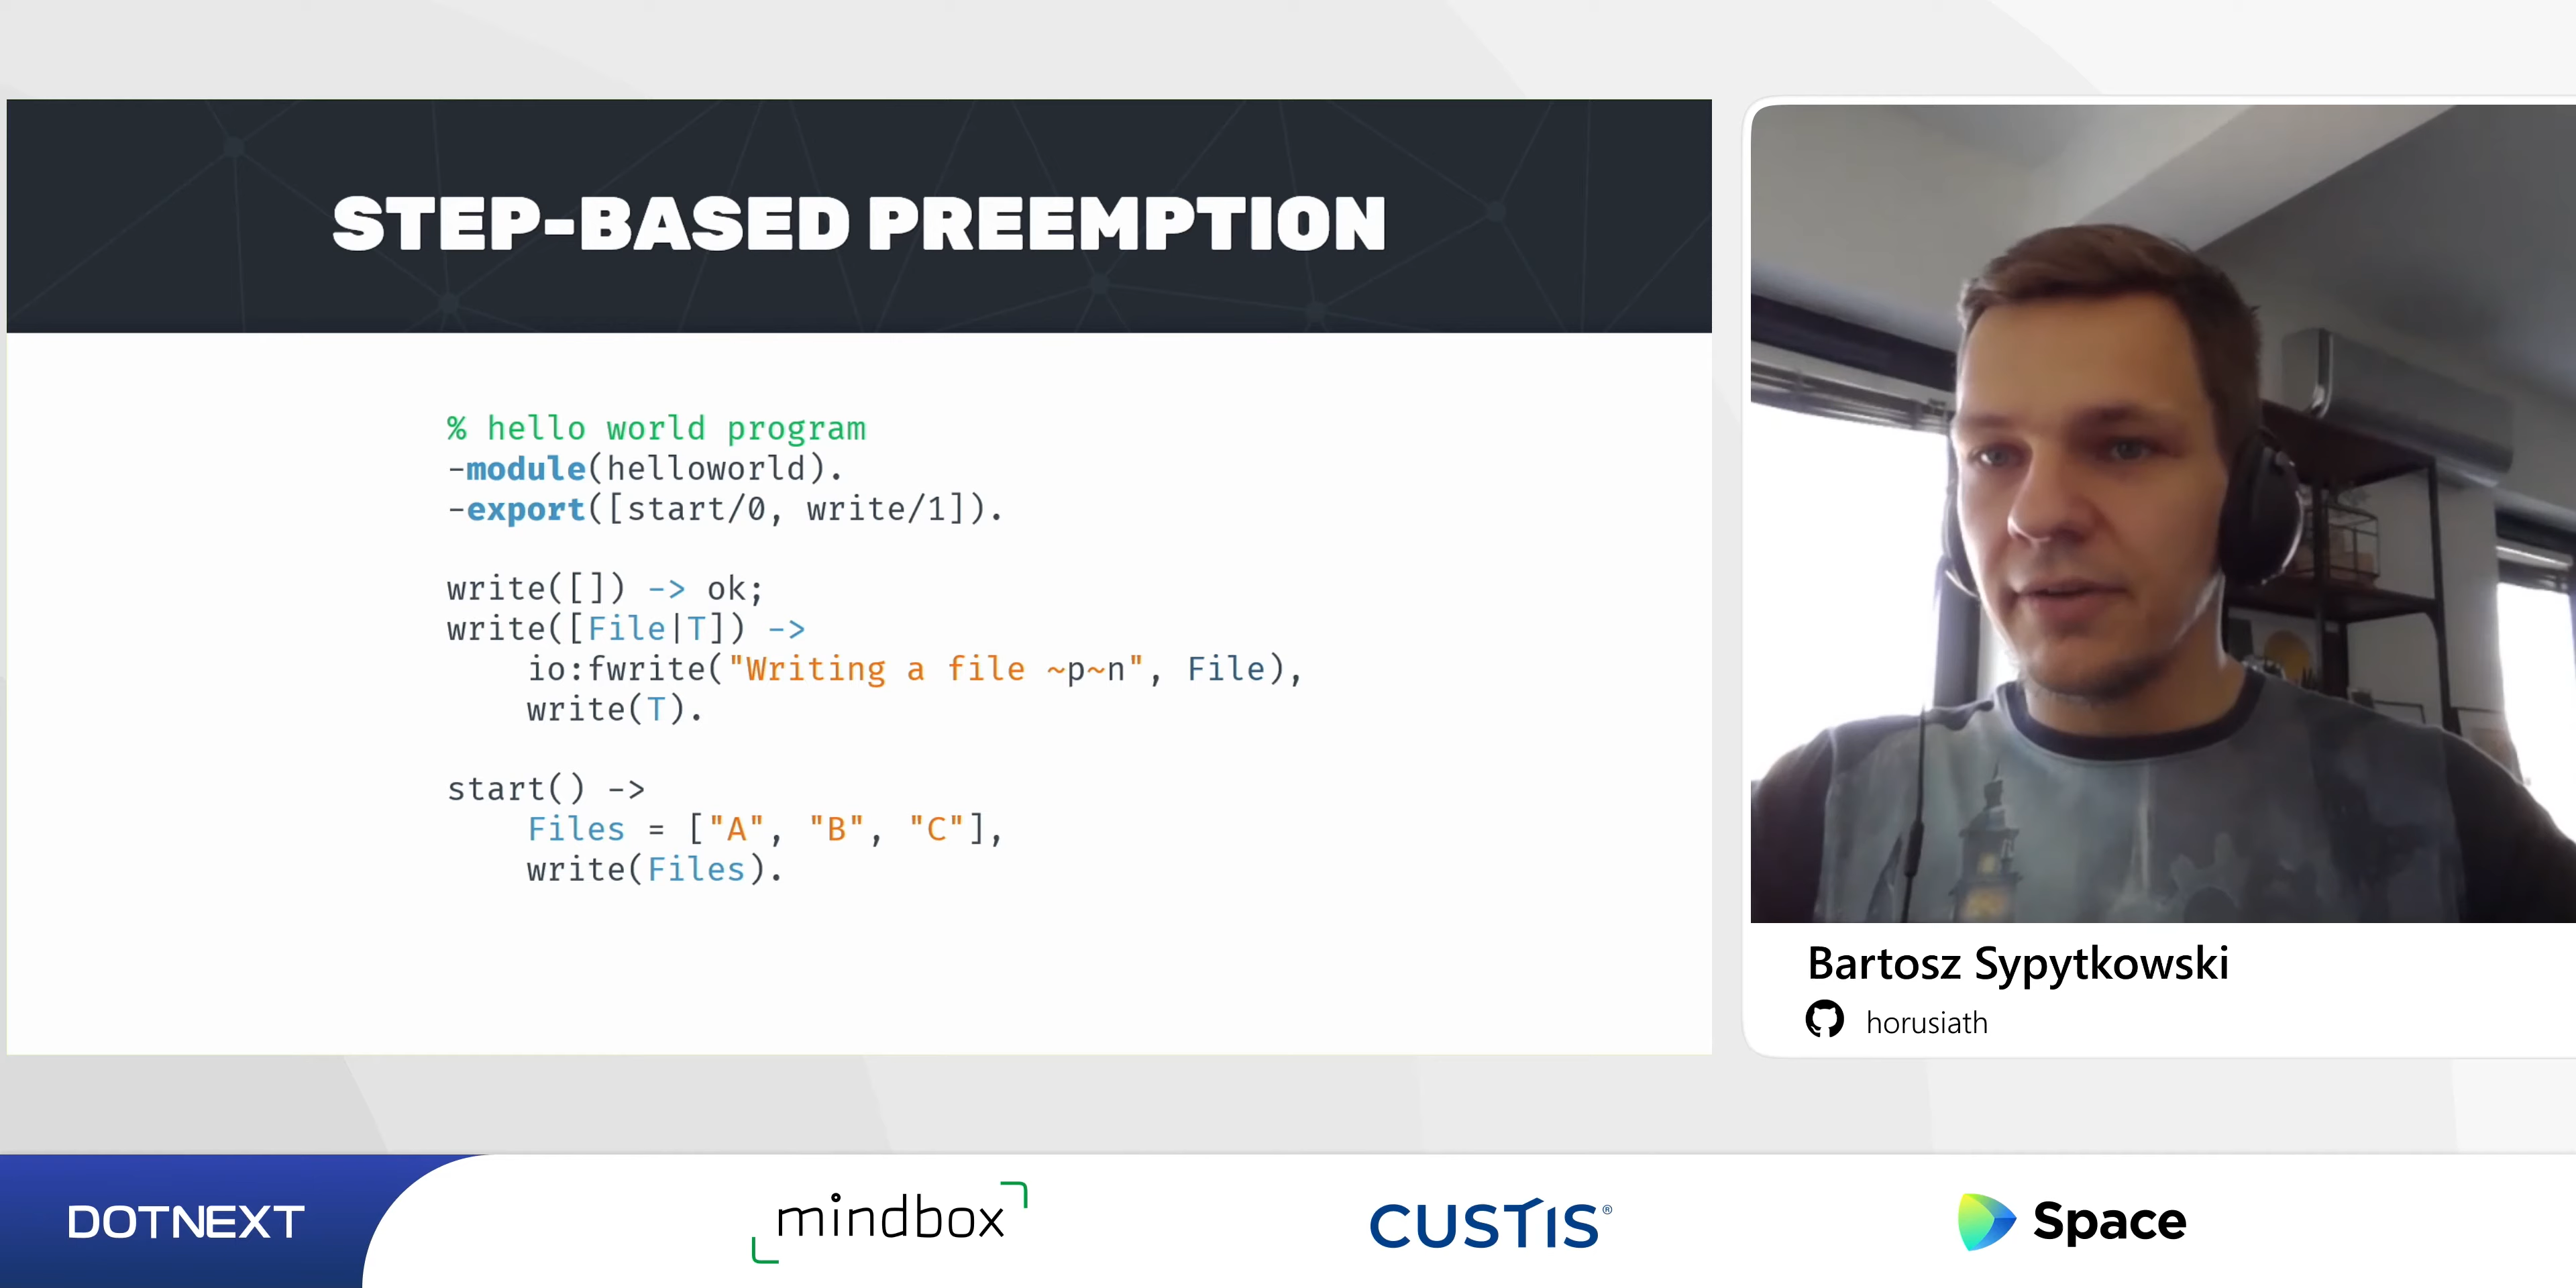 STEP-BASED PREEMPTION
% hello world program
-module(helloworld).
-export([start/0, write/1]).
write([]) -> ok;
write([File|T]) ->
    io:fwrite("Writing a file ~p~n", File),
    write(T).
start() ->
    Files = ["A", "B", "C"],
    write(Files).
Bartosz Sypytkowski
horusiath
DOTNEXT
mindbox
CUSTIS®
Space